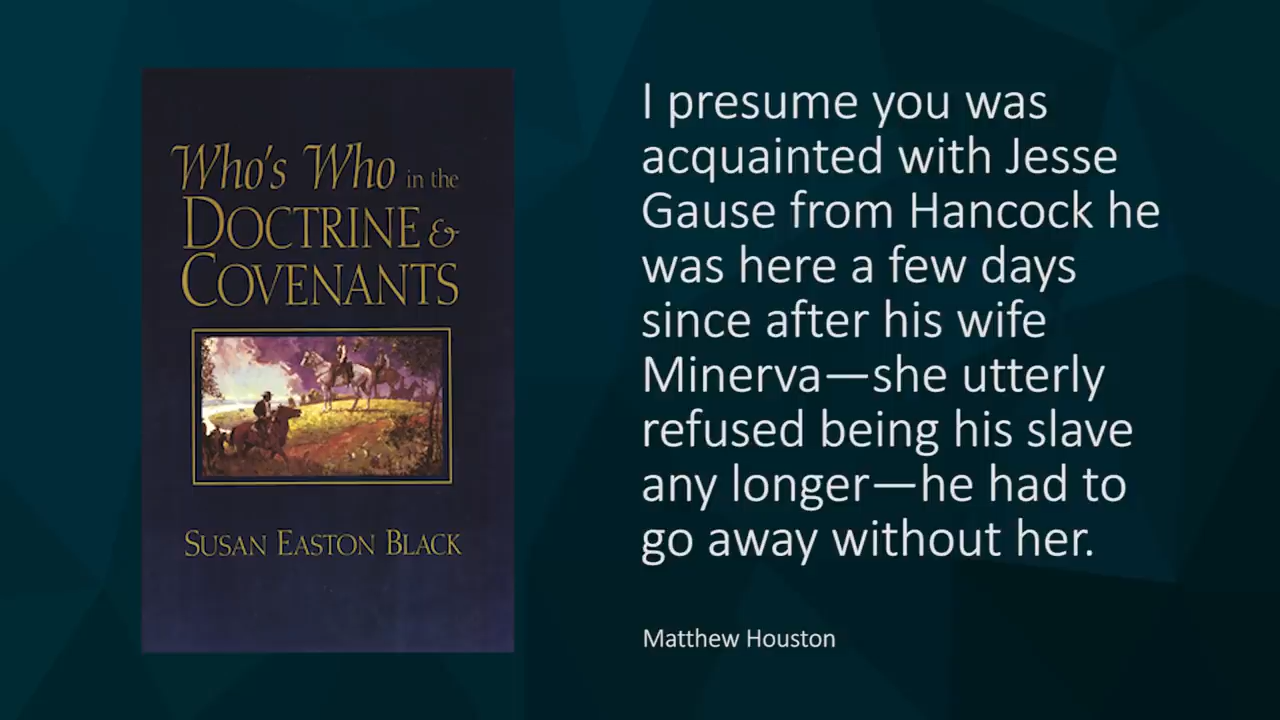 Who's Who in the
DOCTRINE &
COVENANTS
SUSAN EASTON BLACK
I presume you was
acquainted with Jesse
Gause from Hancock he
was here a few days
since after his wife
Minerva—she utterly
refused being his slave
any longer—he had to
go away without her.
Matthew Houston